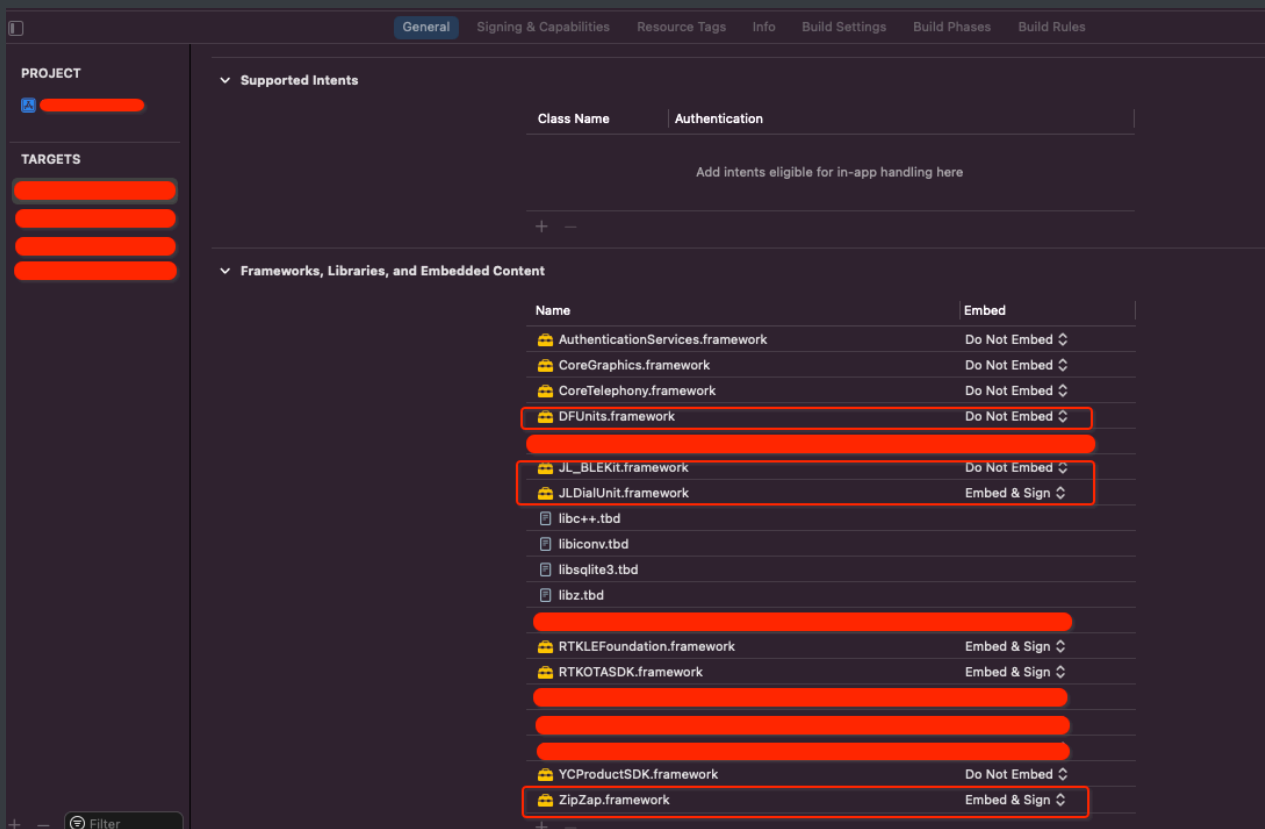 General Signing & Capabilities Resource Tags Info Build Settings Build Phases Build Rules
PROJECT
TARGETS
Filter
Supported Intents
Class Name Authentication
Add intents eligible for in-app handling here
+ −
Frameworks, Libraries, and Embedded Content
Name Embed
AuthenticationServices.framework Do Not Embed
CoreGraphics.framework Do Not Embed
CoreTelephony.framework Do Not Embed
DFUnits.framework Do Not Embed
JL_BLEKit.framework Do Not Embed
JLDialUnit.framework Embed & Sign
libc++.tbd
libiconv.tbd
libsqlite3.tbd
libz.tbd
RTKLEFoundation.framework Embed & Sign
RTKOTASDK.framework Embed & Sign
YCProductSDK.framework Do Not Embed
ZipZap.framework Embed & Sign